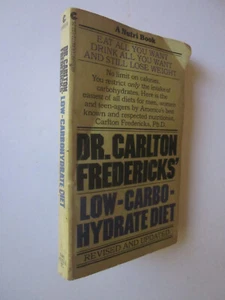 A Nutri Book
EAT ALL YOU WANT
DRINK ALL YOU WANT
AND STILL LOSE WEIGHT
No limit on calories.
You restrict only the intake of
carbohydrates. Here is the
easiest of all diets for men, women
and teen-agers by America's best
known and respected nutritionist,
Carlton Fredericks, Ph.D.
DR. CARLTON
FREDERICKS'
LOW-CARBO-
HYDRATE DIET
REVISED AND UPDATED
DR. CARLTON
FREDERICKS'
LOW-CARBOHYDRATE DIET